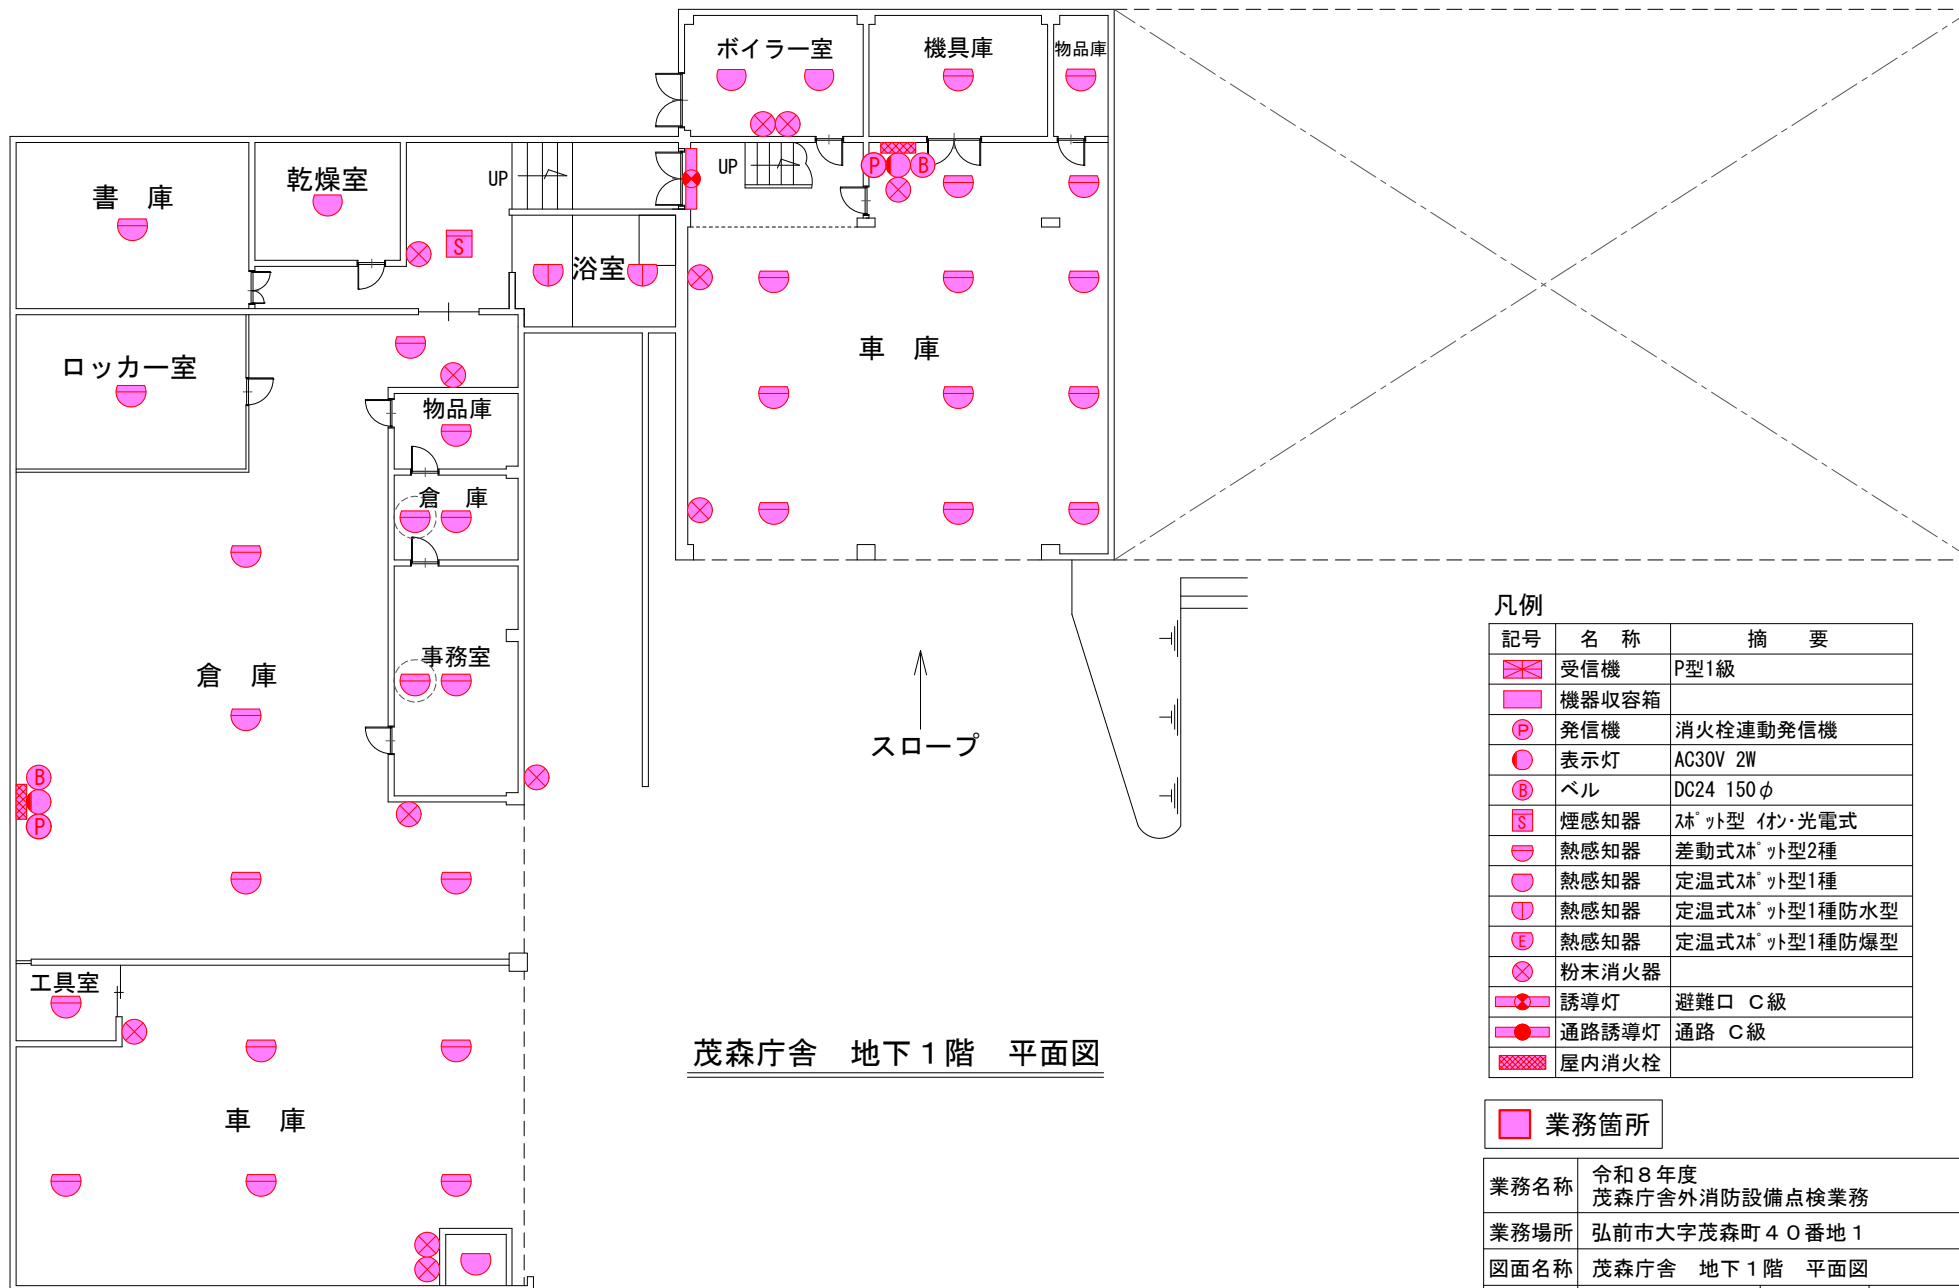 ボイラー室
機具庫
物品庫
書　庫
乾燥室
UP
UP
P
B
S
浴室
ロッカー室
車　庫
物品庫
倉　庫
倉　庫
事務室
スロープ
B
P
工具室
車　庫
茂森庁舎　地下１階　平面図
凡例
記号 名　称 摘　　要
受信機 P型1級
機器収容箱
P 発信機 消火栓連動発信機
表示灯 AC30V 2W
B ベル DC24 150φ
S 煙感知器 ｽﾎﾟｯﾄ型 ｲｵﾝ･光電式
熱感知器 差動式ｽﾎﾟｯﾄ型2種
熱感知器 定温式ｽﾎﾟｯﾄ型1種
熱感知器 定温式ｽﾎﾟｯﾄ型1種防水型
E 熱感知器 定温式ｽﾎﾟｯﾄ型1種防爆型
粉末消火器
誘導灯 避難口 Ｃ級
通路誘導灯 通路 Ｃ級
屋内消火栓
業務箇所
業務名称 令和８年度
茂森庁舎外消防設備点検業務
業務場所 弘前市大字茂森町４０番地１
図面名称 茂森庁舎　地下１階　平面図